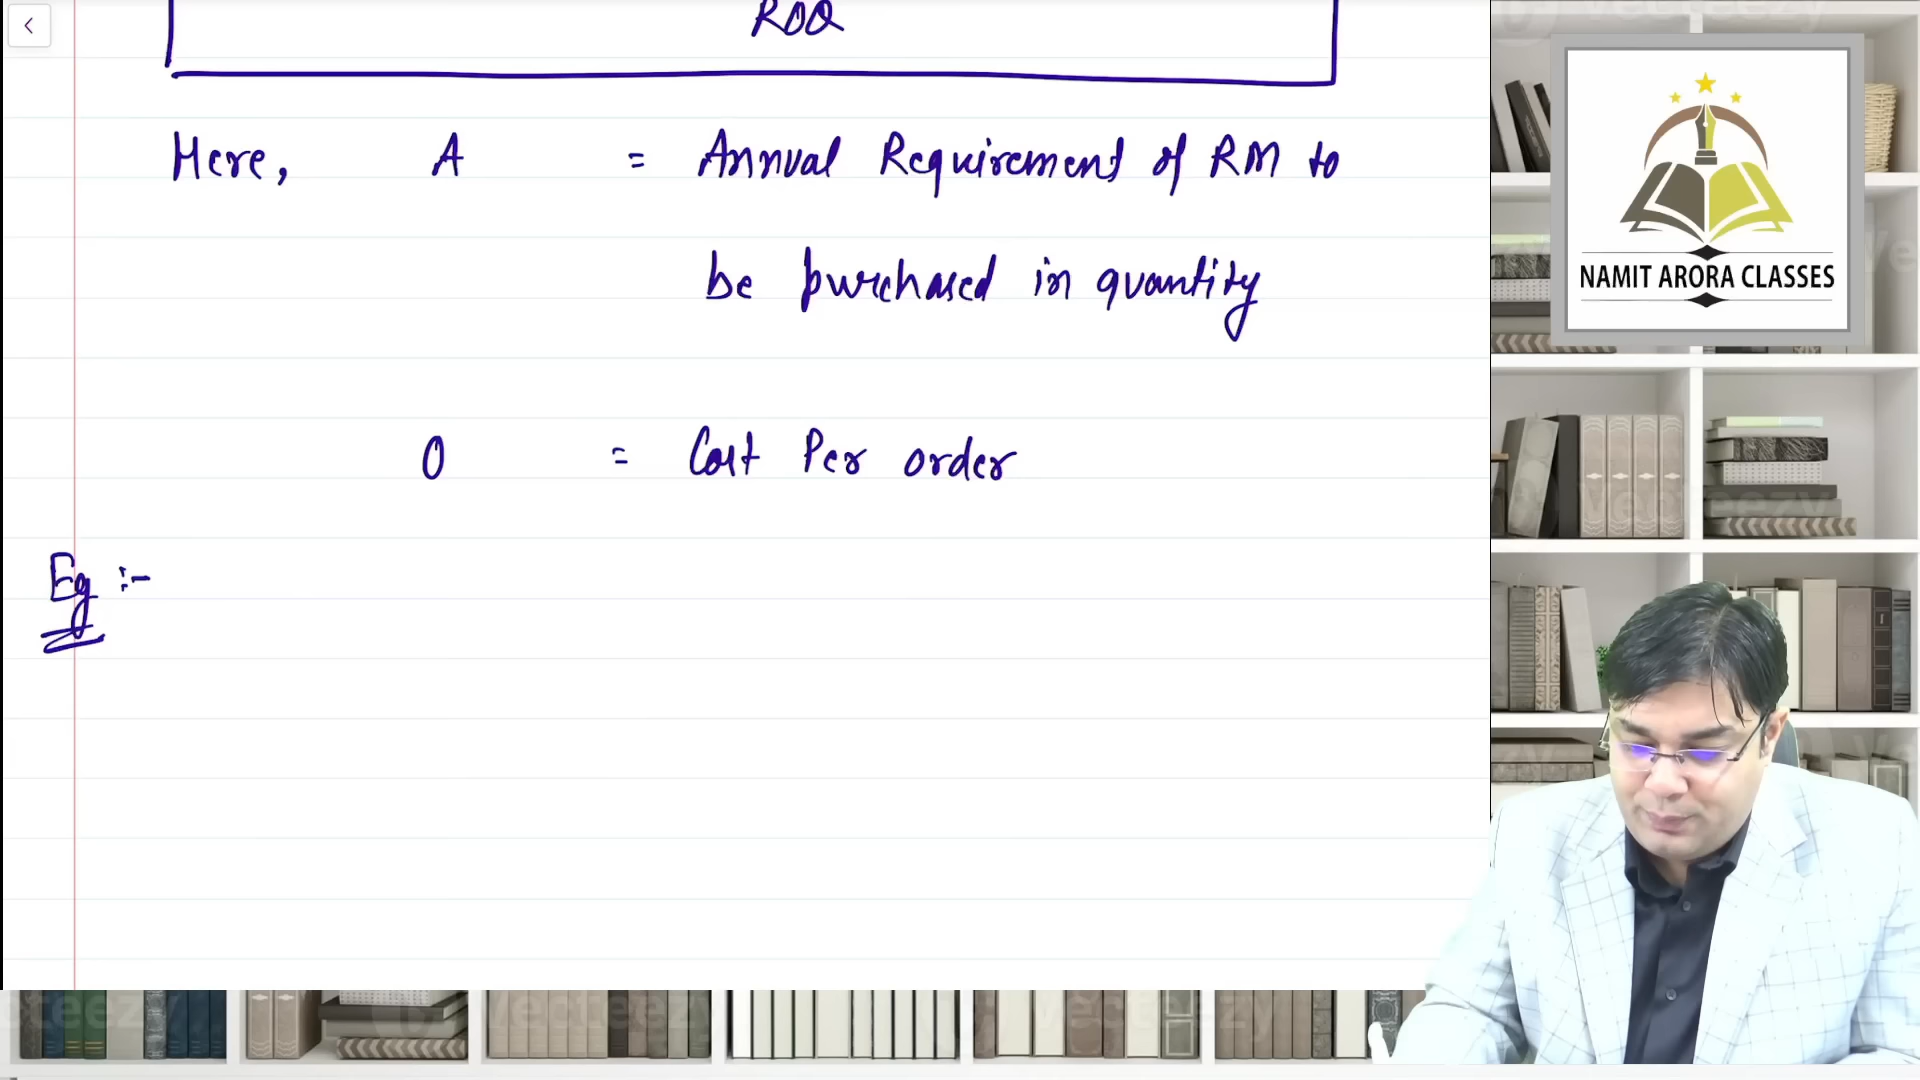 ROQ
Here, A = Annual Requirement of RM to
be purchased in quantity
O = Cost Per order
Eg :-
NAMIT ARORA CLASSES